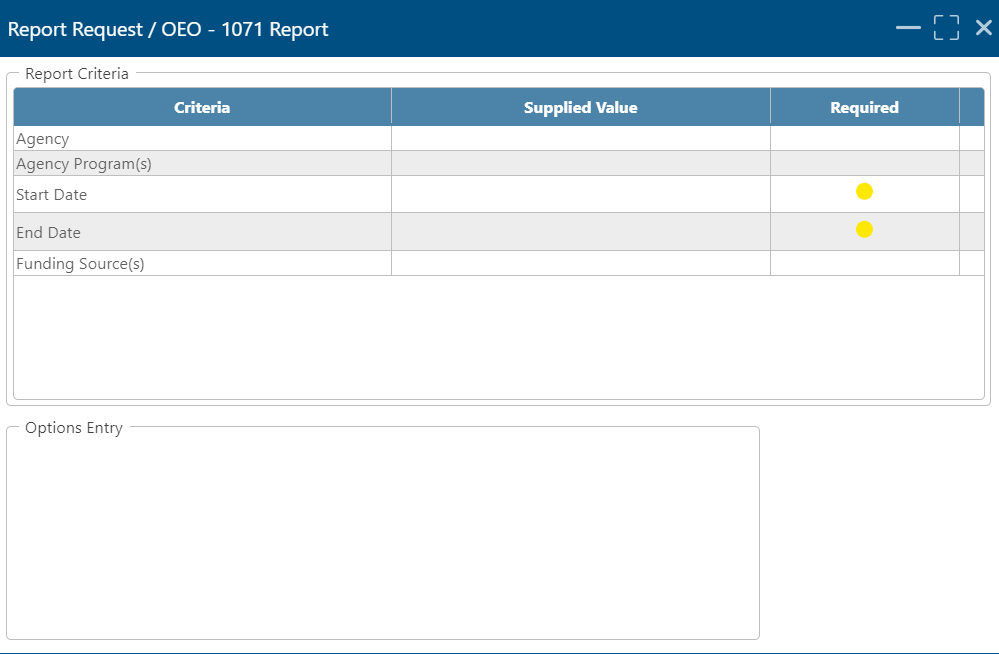 Report Request / OEO - 1071 Report
Report Criteria
Criteria Supplied Value Required
Agency
Agency Program(s)
Start Date
End Date
Funding Source(s)
Options Entry